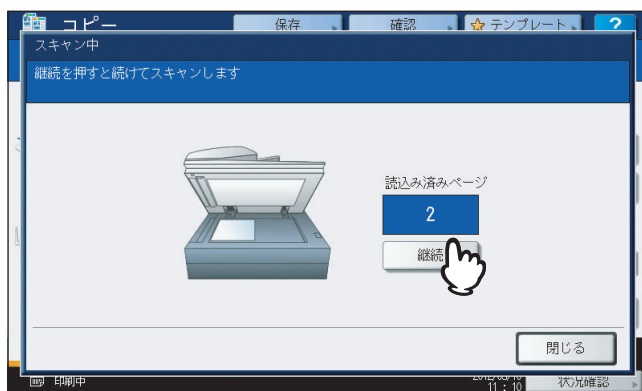 コピー
保存
確認
テンプレート
?
スキャン中
継続を押すと続けてスキャンします
読込み済みページ
2
継続
閉じる
印刷中
11 : 10
状況確認